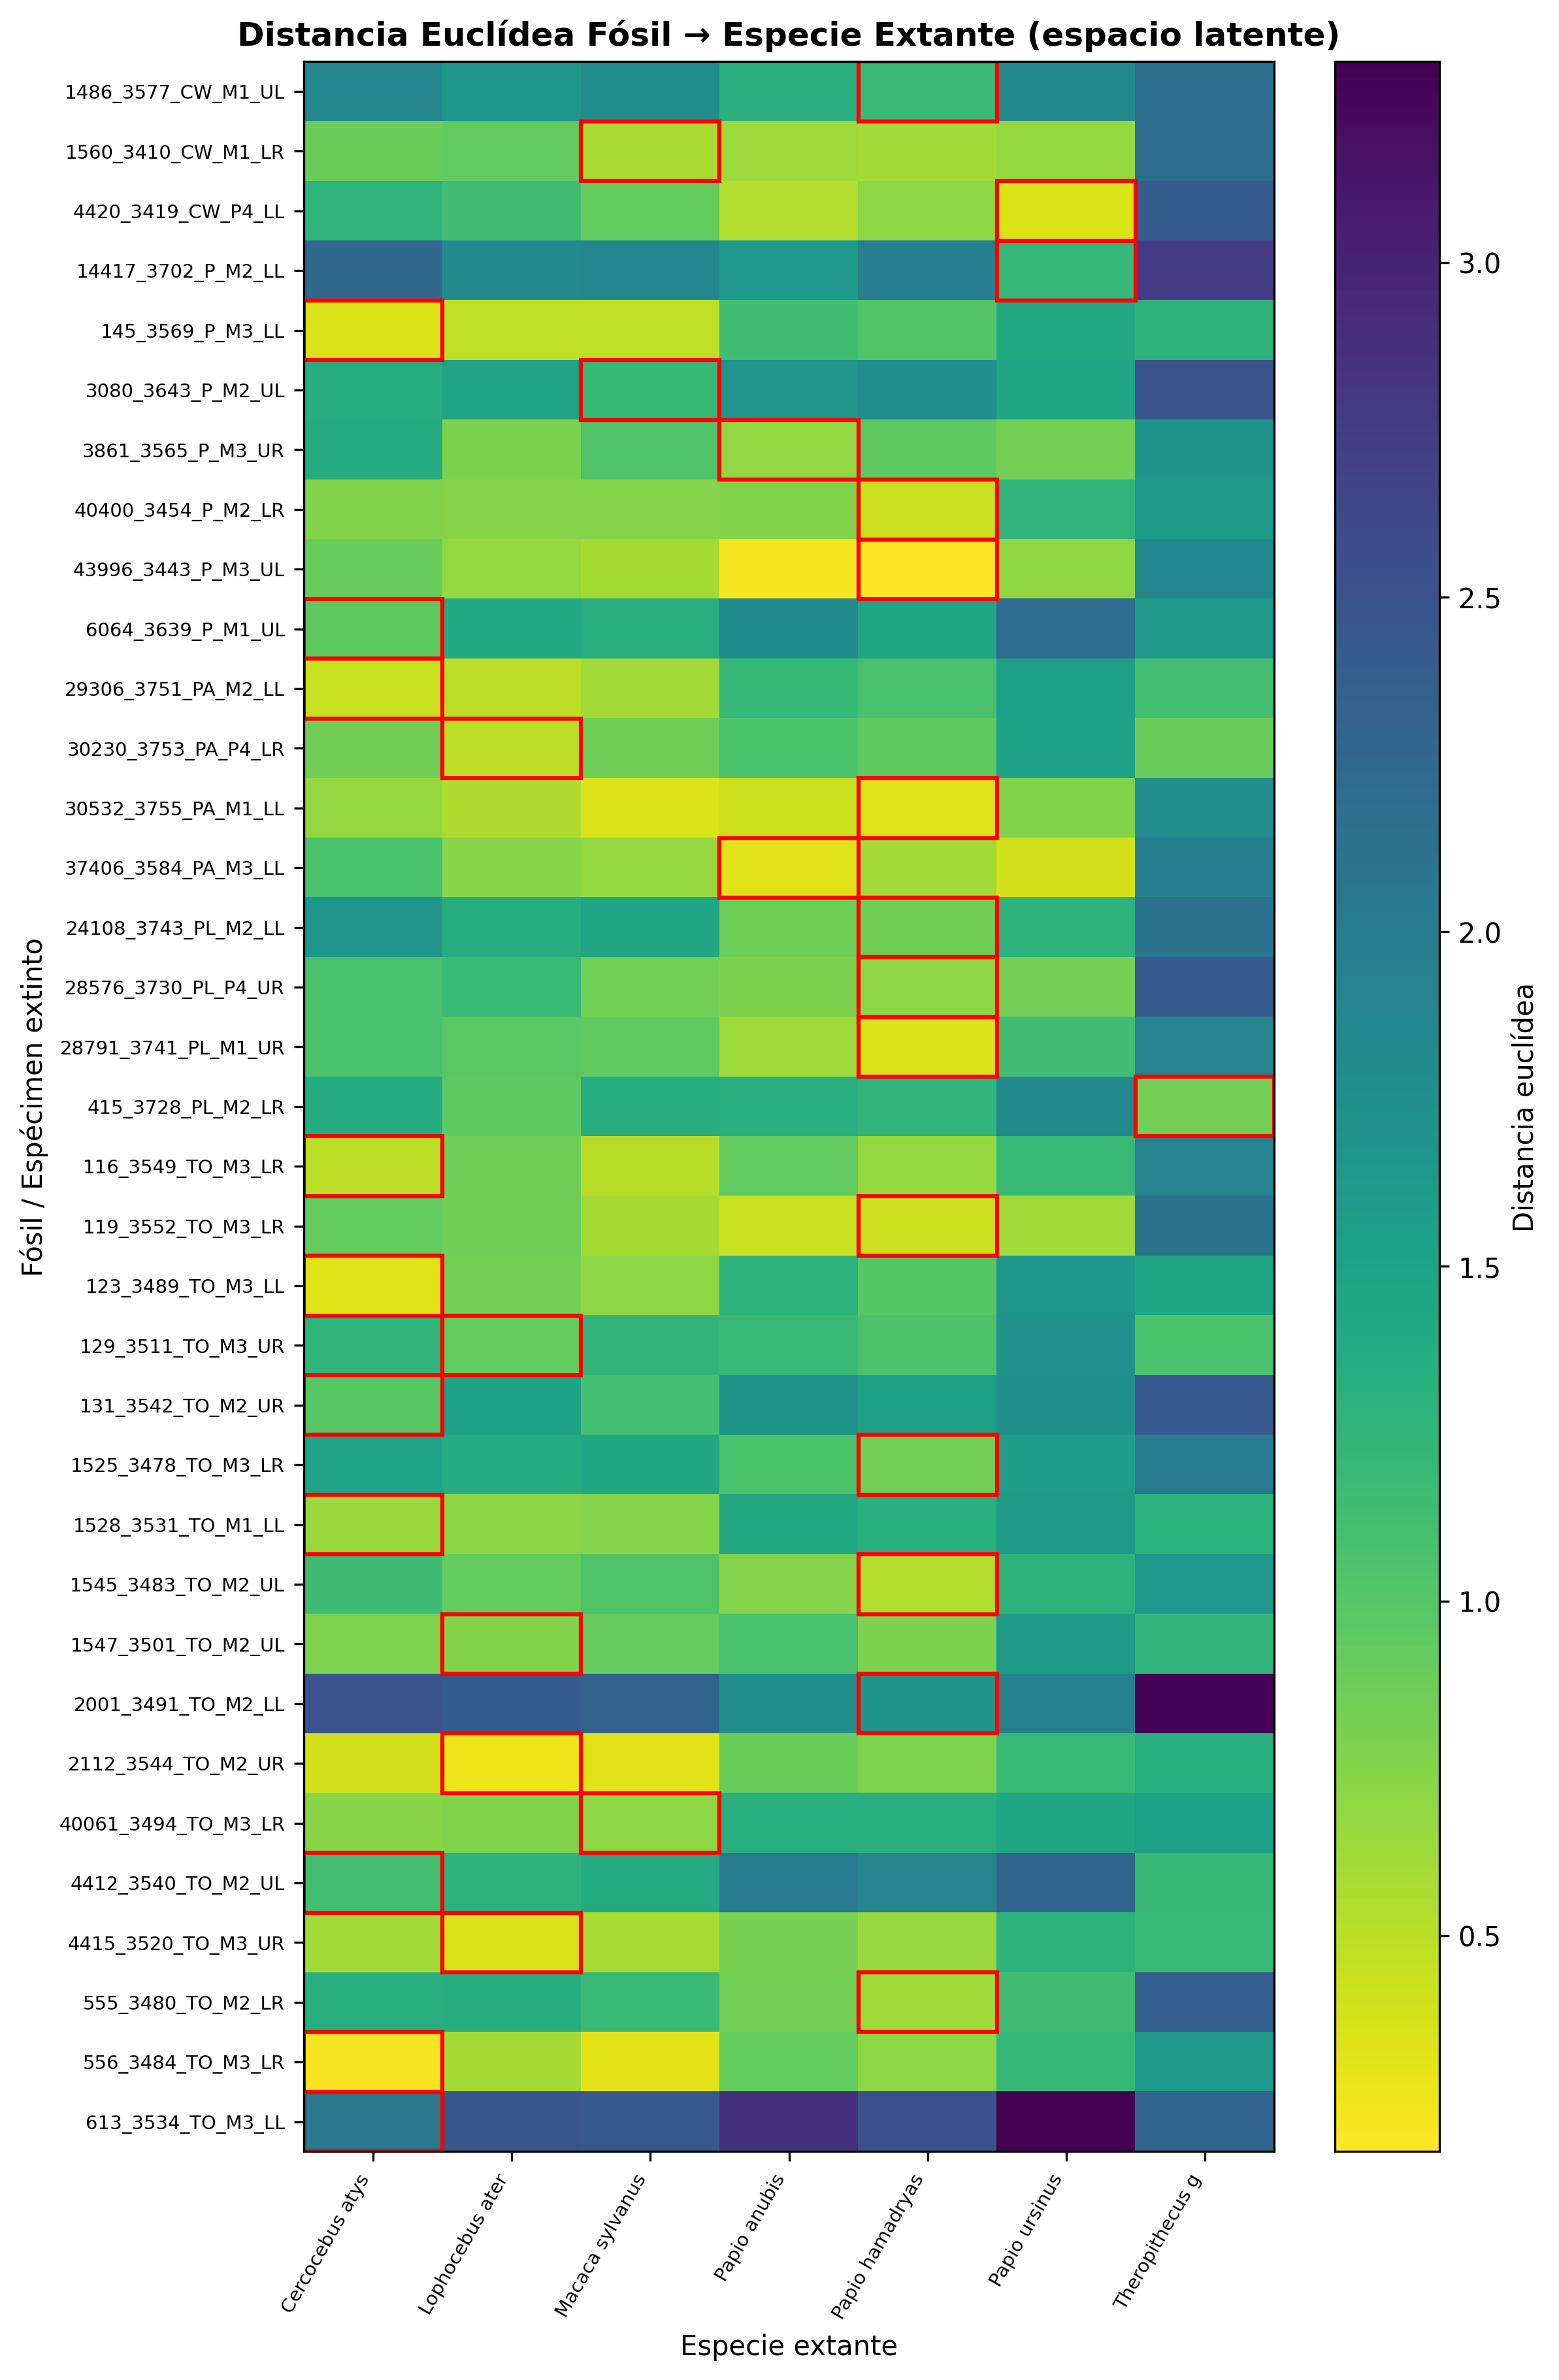 Distancia Euclídea Fósil → Especie Extante (espacio latente)
1486_3577_CW_M1_UL
1560_3410_CW_M1_LR
4420_3419_CW_P4_LL
14417_3702_P_M2_LL
145_3569_P_M3_LL
3080_3643_P_M2_UL
3861_3565_P_M3_UR
40400_3454_P_M2_LR
43996_3443_P_M3_UL
6064_3639_P_M1_UL
29306_3751_PA_M2_LL
30230_3753_PA_P4_LR
30532_3755_PA_M1_LL
37406_3584_PA_M3_LL
24108_3743_PL_M2_LL
28576_3730_PL_P4_UR
28791_3741_PL_M1_UR
415_3728_PL_M2_LR
116_3549_TO_M3_LR
119_3552_TO_M3_LR
123_3489_TO_M3_LL
129_3511_TO_M3_UR
131_3542_TO_M2_UR
1525_3478_TO_M3_LR
1528_3531_TO_M1_LL
1545_3483_TO_M2_UL
1547_3501_TO_M2_UL
2001_3491_TO_M2_LL
2112_3544_TO_M2_UR
40061_3494_TO_M3_LR
4412_3540_TO_M2_UL
4415_3520_TO_M3_UR
555_3480_TO_M2_LR
556_3484_TO_M3_LR
613_3534_TO_M3_LL
Fósil / Espécimen extinto
Cercocebus atys
Lophocebus ater
Macaca sylvanus
Papio anubis
Papio hamadryas
Papio ursinus
Theropithecus g
Especie extante
3.0
2.5
2.0
1.5
1.0
0.5
Distancia euclídea